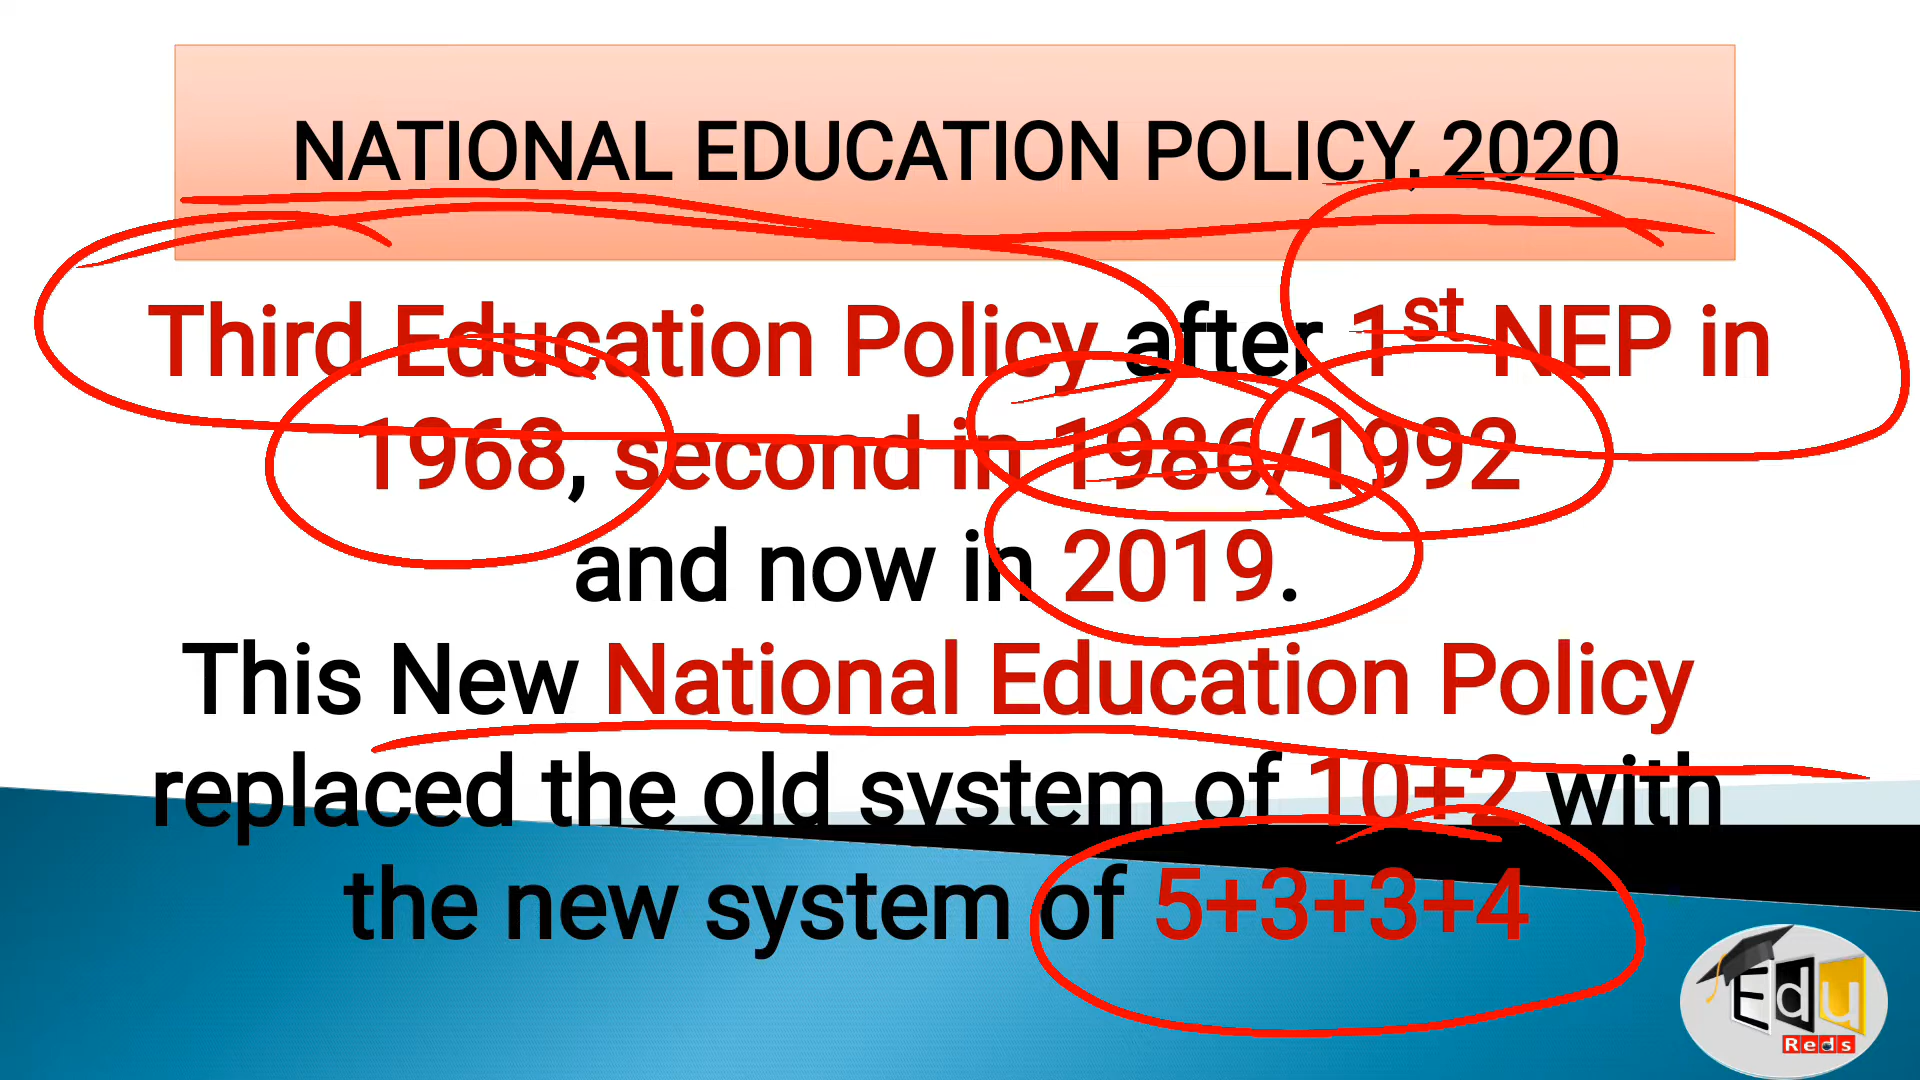 NATIONAL EDUCATION POLICY, 2020
Third Education Policy after 1st NEP in
1968, second in 1986/1992
and now in 2019.
This New National Education Policy
replaced the old system of 10+2 with
the new system of 5+3+3+4
Edu
Reds